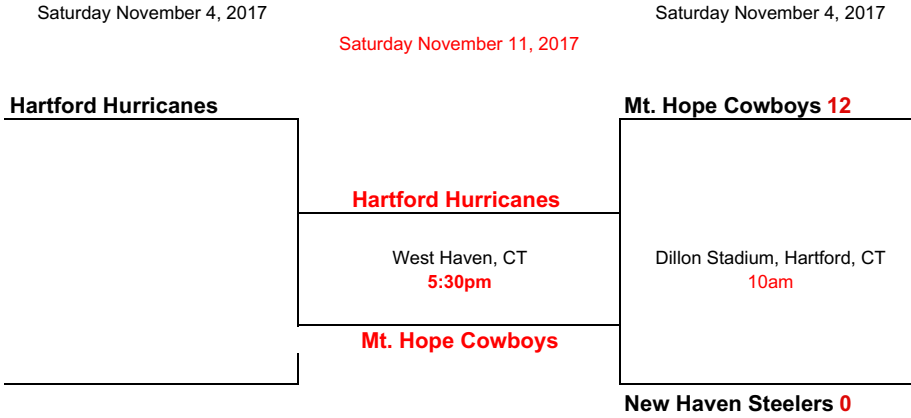 Saturday November 4, 2017
Saturday November 4, 2017
Saturday November 11, 2017
Hartford Hurricanes
Mt. Hope Cowboys 12
Hartford Hurricanes
West Haven, CT
5:30pm
Dillon Stadium, Hartford, CT
10am
Mt. Hope Cowboys
New Haven Steelers 0